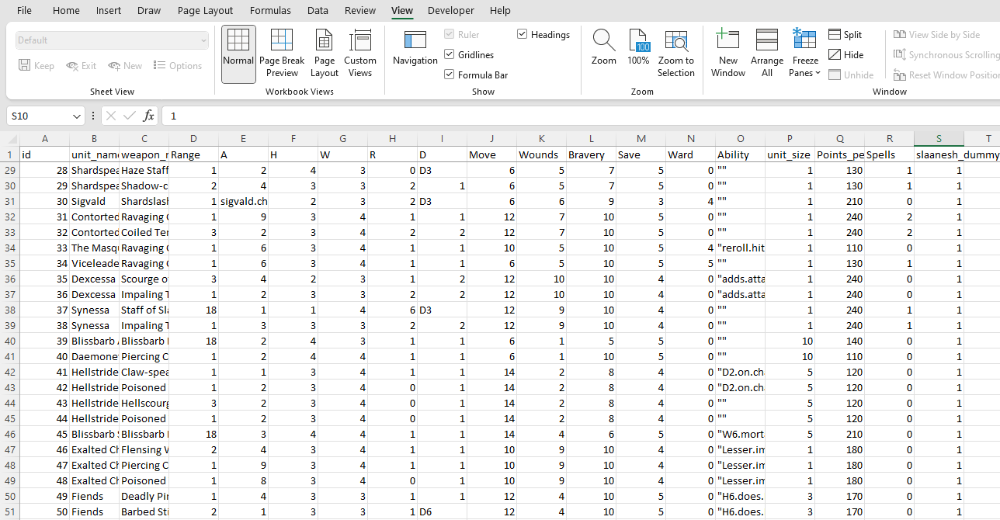 File Home Insert Draw Page Layout Formulas Data Review View Developer Help
Default
Keep Exit New Options
Sheet View
Normal Page Break Preview Page Layout Custom Views
Workbook Views
Navigation
Ruler
Gridlines
Formula Bar
Headings
Show
Zoom 100 100% Zoom to Selection
Zoom
New Window Arrange All Freeze Panes
Split
Hide
Unhide
View Side by Side
Synchronous Scrolling
Reset Window Position
Window
S10 fx 1
A B C D E F G H I J K L M N O P Q R S T
1 id unit_name weapon_n Range A H W R D Move Wounds Bravery Save Ward Ability unit_size Points_pe Spells slaanesh_dummy
29 28 Shardspea Haze Staff 1 2 4 3 0 D3 6 5 7 5 0 "" 1 130 1 1
30 29 Shardspea Shadow-c 2 4 3 3 2 1 6 5 7 5 0 "" 1 130 1 1
31 30 Sigvald Shardslash 1 sigvald.ch 2 3 2 D3 6 6 9 3 4 "" 1 210 0 1
32 31 Contorted Ravaging C 1 9 3 4 1 1 12 7 10 5 0 "" 1 240 2 1
33 32 Contorted Coiled Ter 3 2 3 4 2 2 12 7 10 5 0 "" 1 240 2 1
34 33 The Masqu Ravaging C 1 6 3 4 1 1 10 5 10 5 4 "reroll.hit 1 110 0 1
35 34 Viceleade Ravaging C 1 6 3 4 1 1 6 5 10 5 5 "" 1 130 1 1
36 35 Dexcessa Scourge o 3 4 2 3 1 2 12 10 10 4 0 "adds.atta 1 240 0 1
37 36 Dexcessa Impaling T 1 2 3 3 2 2 12 10 10 4 0 "adds.atta 1 240 0 1
38 37 Synessa Staff of Sla 18 1 1 4 6 D3 12 9 10 4 0 "" 1 240 1 1
39 38 Synessa Impaling T 1 3 3 3 2 2 12 9 10 4 0 "" 1 240 1 1
40 39 Blissbarb A Blissbarb 18 2 4 3 1 1 6 1 5 5 0 "" 10 140 0 1
41 40 Daemone Piercing C 1 2 4 4 1 1 6 1 10 5 0 "" 10 110 0 1
42 41 Hellstride Claw-spea 1 1 3 4 1 1 14 2 8 4 0 "D2.on.cha 5 120 0 1
43 42 Hellstride Poisoned 1 2 3 4 0 1 14 2 8 4 0 "D2.on.cha 5 120 0 1
44 43 Hellstride Hellscourg 3 2 3 4 0 1 14 2 8 4 0 "" 5 120 0 1
45 44 Hellstride Poisoned 1 2 3 4 0 1 14 2 8 4 0 "" 5 120 0 1
46 45 Blissbarb S Blissbarb 18 3 4 4 1 1 14 4 6 5 0 "W6.mort 5 210 0 1
47 46 Exalted Ch Flensing W 2 4 3 4 1 1 10 9 10 4 0 "Lesser.im 1 180 0 1
48 47 Exalted Ch Piercing C 1 9 3 4 1 1 10 9 10 4 0 "Lesser.im 1 180 0 1
49 48 Exalted Ch Poisoned 1 8 3 4 0 1 10 9 10 4 0 "Lesser.im 1 180 0 1
50 49 Fiends Deadly Pin 1 4 3 3 1 1 12 4 10 5 0 "H6.does. 3 170 0 1
51 50 Fiends Barbed Sti 2 1 3 3 1 D6 12 4 10 5 0 "H6.does. 3 170 0 1